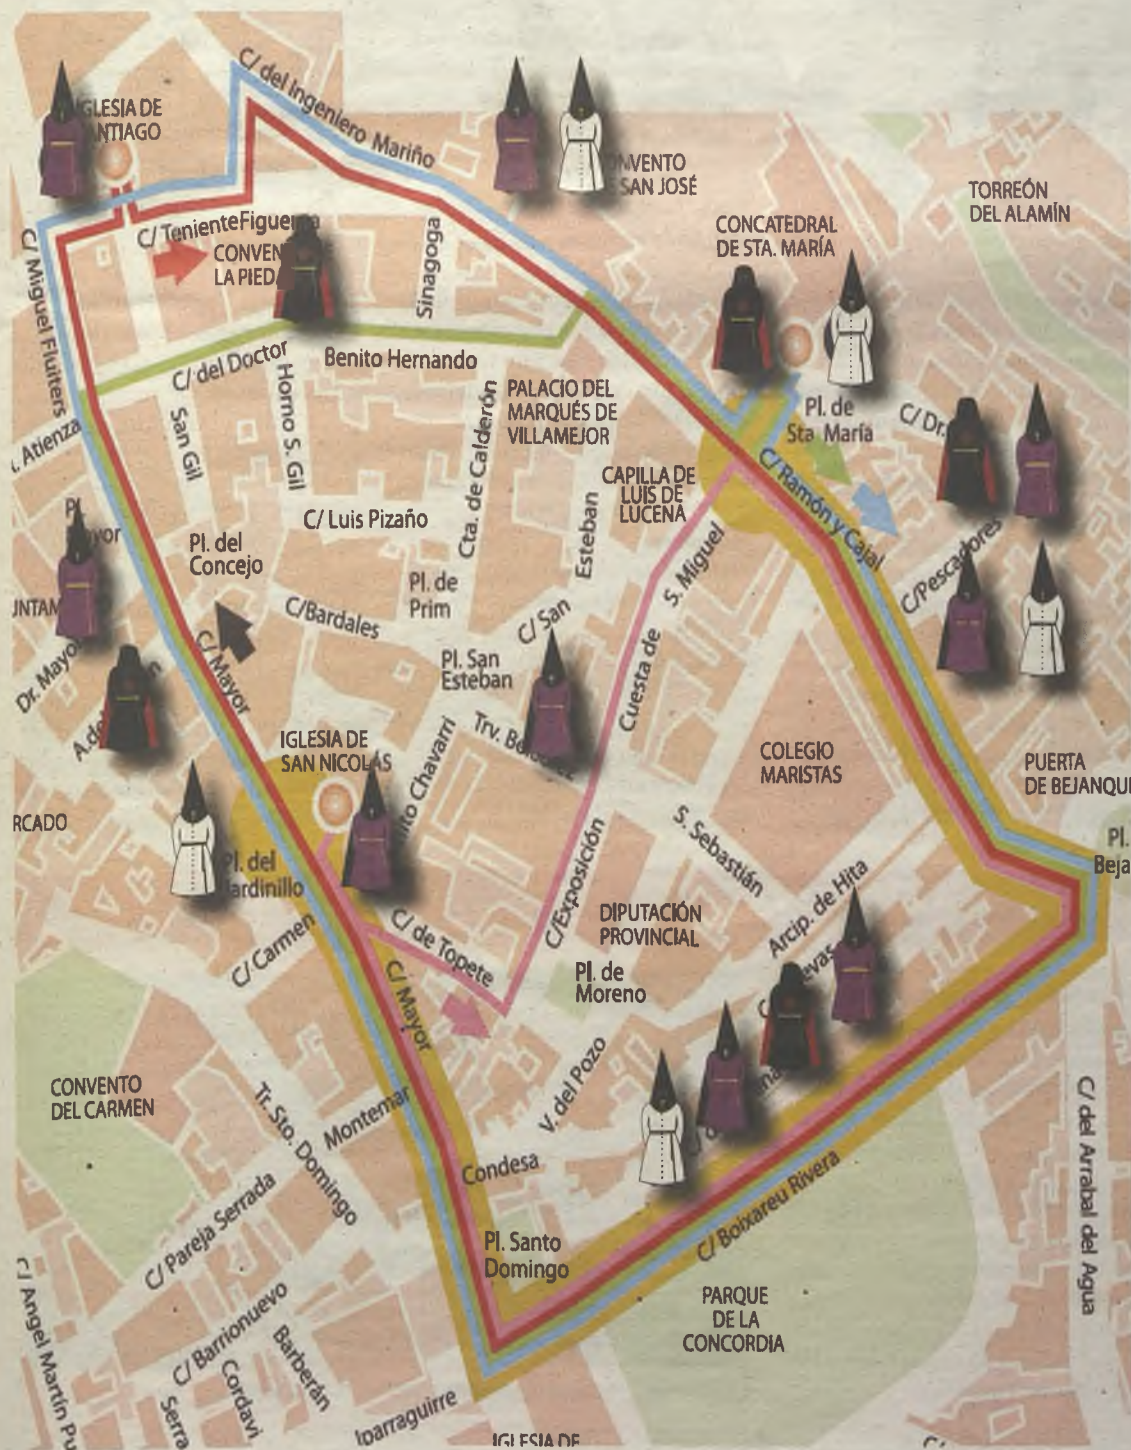 C/ del Ingeniero Mariño
IGLESIA DE
SANTIAGO
CONVENTO
DE SAN JOSÉ
TORREÓN
DEL ALAMÍN
CONCATEDRAL
DE STA. MARÍA
C/ Teniente Figueroa
C/ Miguel Fluiters
LA PIEDAD
Sinagoga
C/ del Doctor
Benito Hernando
PALACIO DEL
MARQUÉS DE
VILLAMEJOR
Pl. de
Sta María
C/ Dr.
Atienza
San Gil
Horno S. Gil
Cta. de Calderón
CAPILLA DE
LUIS DE
LUCENA
C/ Ramón y Cajal
C/ Luis Pizaño
Esteban
S. Miguel
C/Pescadores
Pl. del
Concejo
Pl. de
Prim
C/Bardales
C/ San
Pl. San
Esteban
Cuesta de
Dr. Mayor
C/ Mayor
IGLESIA DE
SAN NICOLÁS
Chavarri
Trv.
COLEGIO
MARISTAS
PUERTA
DE BEJANQUE
RCADO
Pl. del
Jardinillo
S. Sebastián
Pl.
Beja
C/ Carmen
C/ de Topete
C/Exposición
DIPUTACIÓN
PROVINCIAL
Arcip. de Hita
C/ Mayor
Pl. de
Moreno
CONVENTO
DEL CARMEN
Tr. Sto. Domingo
Montemar
V. del Pozo
C/ del Arrabal del Agua
Condesa
C/ Pareja Serrada
Pl. Santo
Domingo
C/ Boixareu Rivera
C/ Angel Martín Pu
C/ Barrionuevo
Barberán
Cordavi
Serra
PARQUE
DE LA
CONCORDIA
Iparraguirre
IGLESIA DE